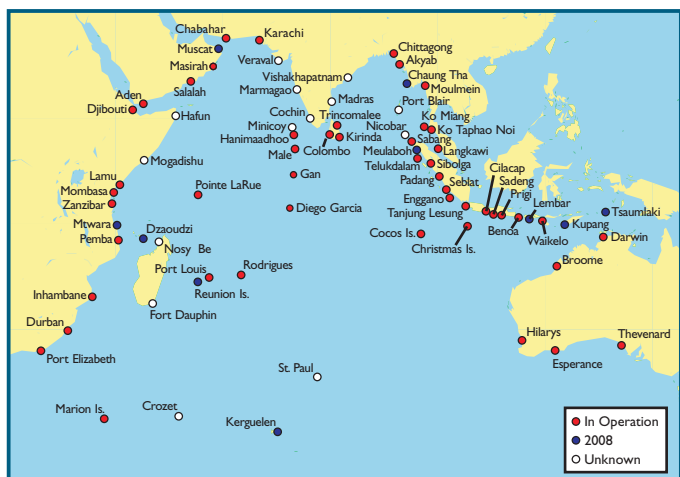 Chabahar
Karachi
Muscat
Chittagong
Akyab
Masirah
Veraval
Chaung Tha
Vishakhapatnam
Moulmein
Salalah
Marmagao
Aden
Madras
Port Blair
Djibouti
Hafun
Cochin
Trincomalee
Ko Miang
Minicoy
Nicobar
Ko Taphao Noi
Hanimaadhoo
Kirinda
Sabang
Male
Colombo
Meulaboh
Langkawi
Mogadishu
Telukdalam
Sibolga
Cilacap
Gan
Padang
Seblat
Sadeng
Lamu
Pointe LaRue
Prigi
Mombasa
Enggano
Lembar
Zanzibar
Diego Garcia
Tanjung Lesung
Tsaumlaki
Mtwara
Dzaoudzi
Cocos Is.
Benoa
Kupang
Pemba
Christmas Is.
Waikelo
Darwin
Nosy Be
Broome
Port Louis
Rodrigues
Reunion Is.
Inhambane
Fort Dauphin
Durban
Hilarys
Thevenard
Port Elizabeth
Esperance
St. Paul
Marion Is.
Crozet
Kerguelen
In Operation
2008
Unknown